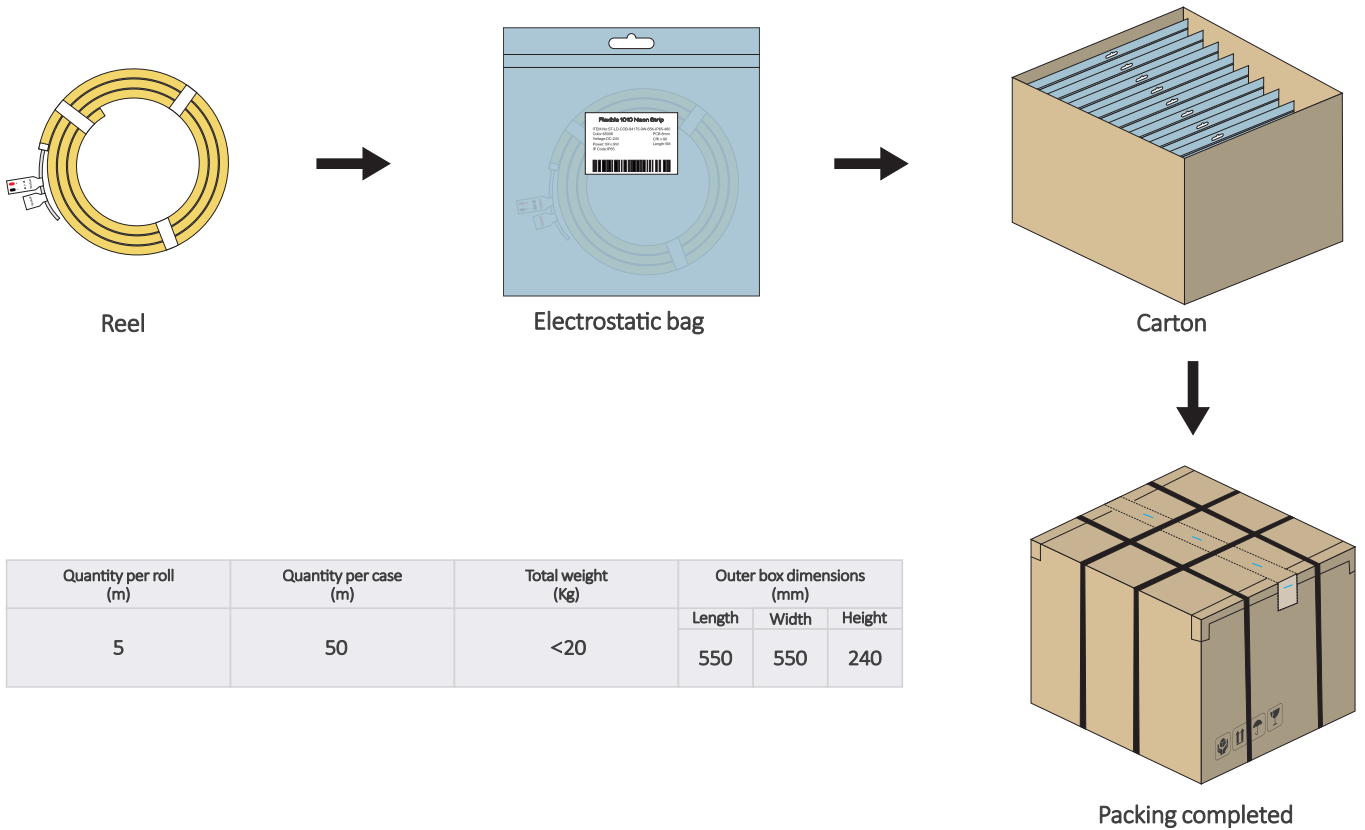 Flexible 1010 Neon Strip
Reel
Electrostatic bag
Carton
Quantity per roll
(m)
Quantity per case
(m)
Total weight
(Kg)
Outer box dimensions
(mm)
Length Width Height
5 50 <20 550 550 240
Packing completed